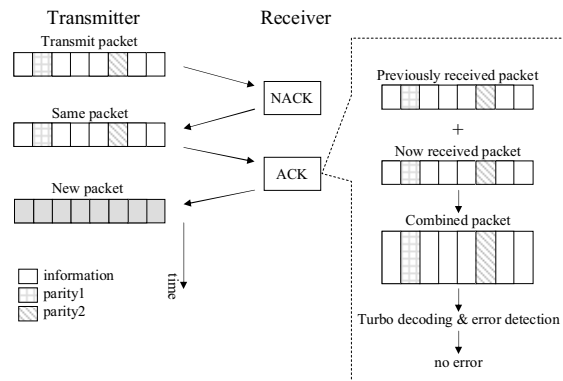 Transmitter
Receiver
Transmit packet
NACK
Same packet
ACK
New packet
time
information
parity1
parity2
Previously received packet
+
Now received packet
Combined packet
Turbo decoding & error detection
no error